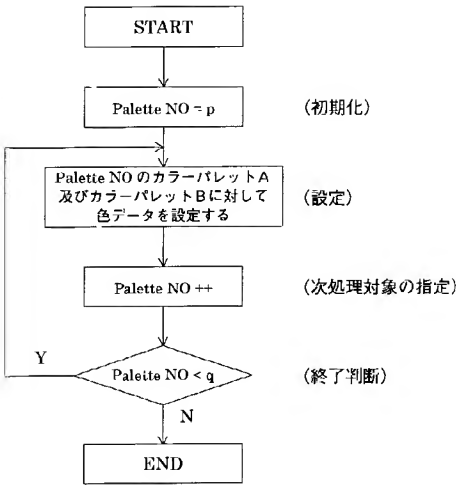 START
Palette NO = p
(初期化)
Palette NO のカラーパレットA
及びカラーパレットBに対して
色データを設定する
(設定)
Palette NO ++
(次処理対象の指定)
Y
Palette NO < q
(終了判断)
N
END